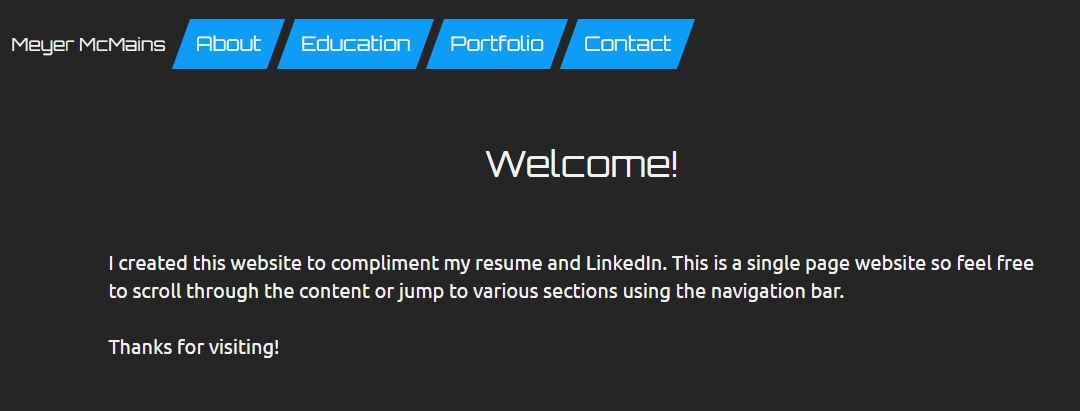 Meyer McMains About Education Portfolio Contact
Welcome!
I created this website to compliment my resume and LinkedIn. This is a single page website so feel free
to scroll through the content or jump to various sections using the navigation bar.
Thanks for visiting!